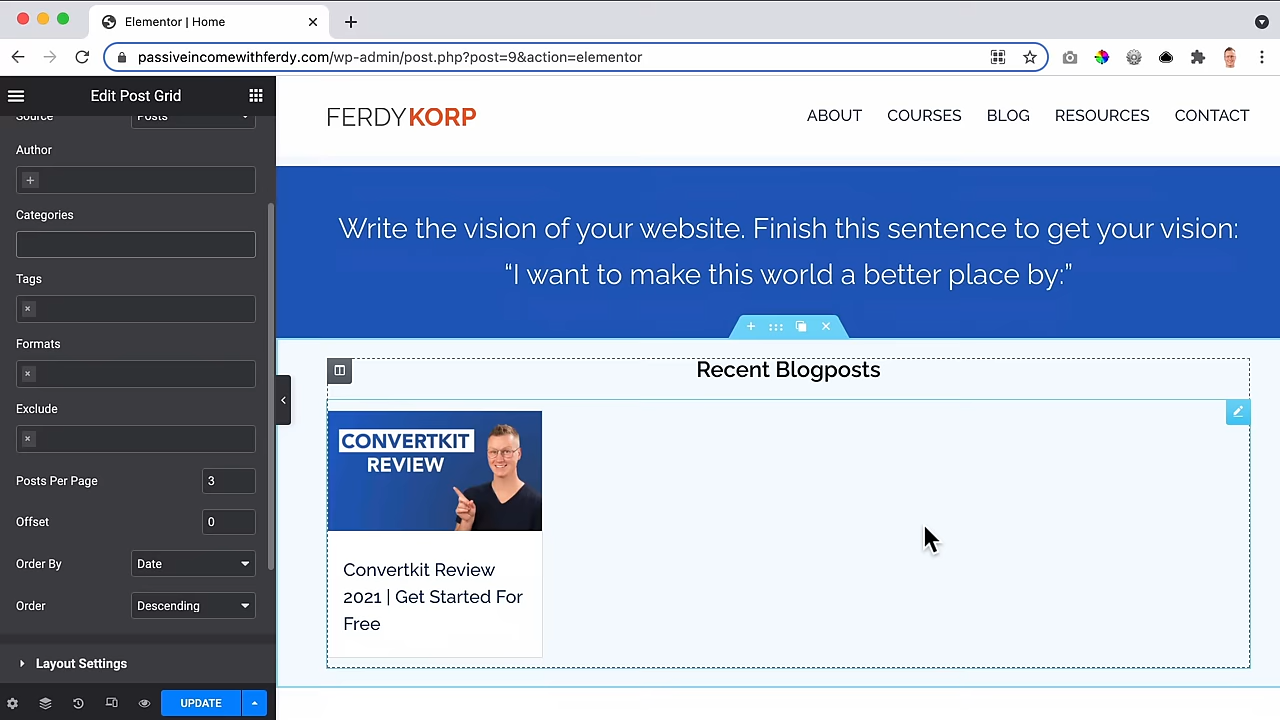 Elementor | Home
passiveincomewithferdy.com/wp-admin/post.php?post=9&action=elementor
Edit Post Grid
Source
Posts
Author
Categories
Tags
Formats
Exclude
Posts Per Page
3
Offset
0
Order By
Date
Order
Descending
Layout Settings
UPDATE
FERDYKORP
ABOUT
COURSES
BLOG
RESOURCES
CONTACT
Write the vision of your website. Finish this sentence to get your vision:
“I want to make this world a better place by:”
Recent Blogposts
CONVERTKIT
REVIEW
Convertkit Review
2021 | Get Started For
Free